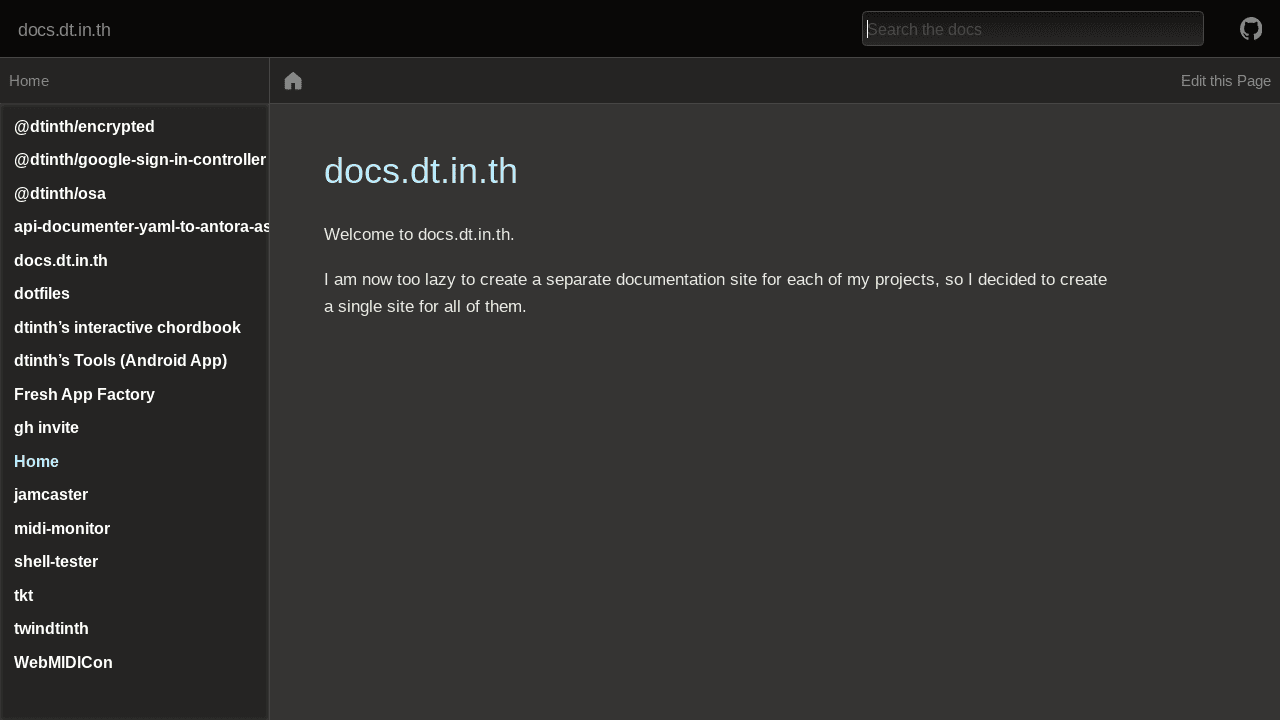 docs.dt.in.th
Search the docs
Home
Edit this Page
@dtinth/encrypted
@dtinth/google-sign-in-controller
@dtinth/osa
api-documenter-yaml-to-antora-as
docs.dt.in.th
dotfiles
dtinth’s interactive chordbook
dtinth’s Tools (Android App)
Fresh App Factory
gh invite
Home
jamcaster
midi-monitor
shell-tester
tkt
twindtinth
WebMIDICon
docs.dt.in.th
Welcome to docs.dt.in.th.
I am now too lazy to create a separate documentation site for each of my projects, so I decided to create
a single site for all of them.